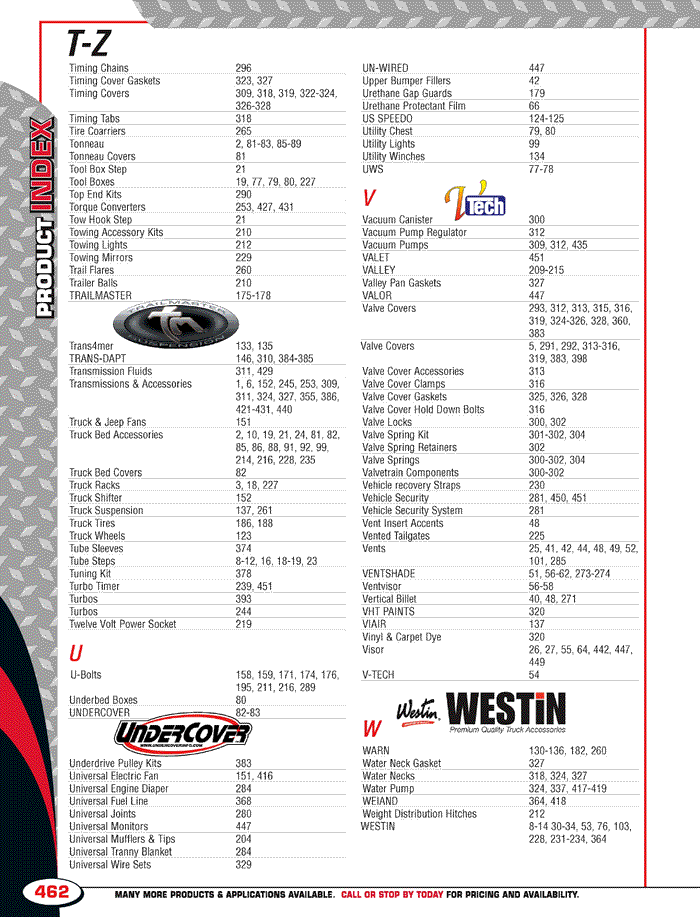 T-Z
PRODUCT INDEX
Timing Chains 296
Timing Cover Gaskets 323, 327
Timing Covers 309, 318, 319, 322-324,
326-328
Timing Tabs 318
Tire Coarriers 265
Tonneau 2, 81-83, 85-89
Tonneau Covers 81
Tool Box Step 21
Tool Boxes 19, 77, 79, 80, 227
Top End Kits 290
Torque Converters 253, 427, 431
Tow Hook Step 21
Towing Accessory Kits 210
Towing Lights 212
Towing Mirrors 229
Trail Flares 260
Trailer Balls 210
TRAILMASTER 175-178
TRAILMASTER
TM
SUSPENSION
Trans4mer 133, 135
TRANS-DAPT 146, 310, 384-385
Transmission Fluids 311, 429
Transmissions & Accessories 1, 6, 152, 245, 253, 309,
311, 324, 327, 355, 386,
421-431, 440
Truck & Jeep Fans 151
Truck Bed Accessories 2, 10, 19, 21, 24, 81, 82,
85, 86, 88, 91, 92, 99,
214, 216, 228, 235
Truck Bed Covers 82
Truck Racks 3, 18, 227
Truck Shifter 152
Truck Suspension 137, 261
Truck Tires 186, 188
Truck Wheels 123
Tube Sleeves 374
Tube Steps 8-12, 16, 18-19, 23
Tuning Kit 378
Turbo Timer 239, 451
Turbos 393
Turbos 244
Twelve Volt Power Socket 219
U
U-Bolts 158, 159, 171, 174, 176,
195, 211, 216, 289
Underbed Boxes 80
UNDERCOVER 82-83
UNDERCOVER
WWW.UNDERCOVERINFO.COM
Underdrive Pulley Kits 383
Universal Electric Fan 151, 416
Universal Engine Diaper 284
Universal Fuel Line 368
Universal Joints 280
Universal Monitors 447
Universal Mufflers & Tips 204
Universal Tranny Blanket 284
Universal Wire Sets 329
UN-WIRED 447
Upper Bumper Fillers 42
Urethane Gap Guards 179
Urethane Protectant Film 66
US SPEEDO 124-125
Utility Chest 79, 80
Utility Lights 99
Utility Winches 134
UWS 77-78
V
V'Tech
Vacuum Canister 300
Vacuum Pump Regulator 312
Vacuum Pumps 309, 312, 435
VALET 451
VALLEY 209-215
Valley Pan Gaskets 327
VALOR 447
Valve Covers 293, 312, 313, 315, 316,
319, 324-326, 328, 360,
383
Valve Covers 5, 291, 292, 313-316,
319, 383, 398
Valve Cover Accessories 313
Valve Cover Clamps 316
Valve Cover Gaskets 325, 326, 328
Valve Cover Hold Down Bolts 316
Valve Locks 300, 302
Valve Spring Kit 301-302, 304
Valve Spring Retainers 302
Valve Springs 300-302, 304
Valvetrain Components 300-302
Vehicle recovery Straps 230
Vehicle Security 281, 450, 451
Vehicle Security System 281
Vent Insert Accents 48
Vented Tailgates 225
Vents 25, 41, 42, 44, 48, 49, 52,
101, 285
VENTSHADE 51, 56-62, 273-274
Ventvisor 56-58
Vertical Billet 40, 48, 271
VHT PAINTS 320
VIAIR 137
Vinyl & Carpet Dye 320
Visor 26, 27, 55, 64, 442, 447,
449
V-TECH 54
W
Westin
WESTIN
Premium Quality Truck Accessories
WARN 130-136, 182, 260
Water Neck Gasket 327
Water Necks 318, 324, 327
Water Pump 324, 337, 417-419
WEIAND 364, 418
Weight Distribution Hitches 212
WESTIN 8-14 30-34, 53, 76, 103,
228, 231-234, 364
462
MANY MORE PRODUCTS & APPLICATIONS AVAILABLE. CALL OR STOP BY TODAY FOR PRICING AND AVAILABILITY.